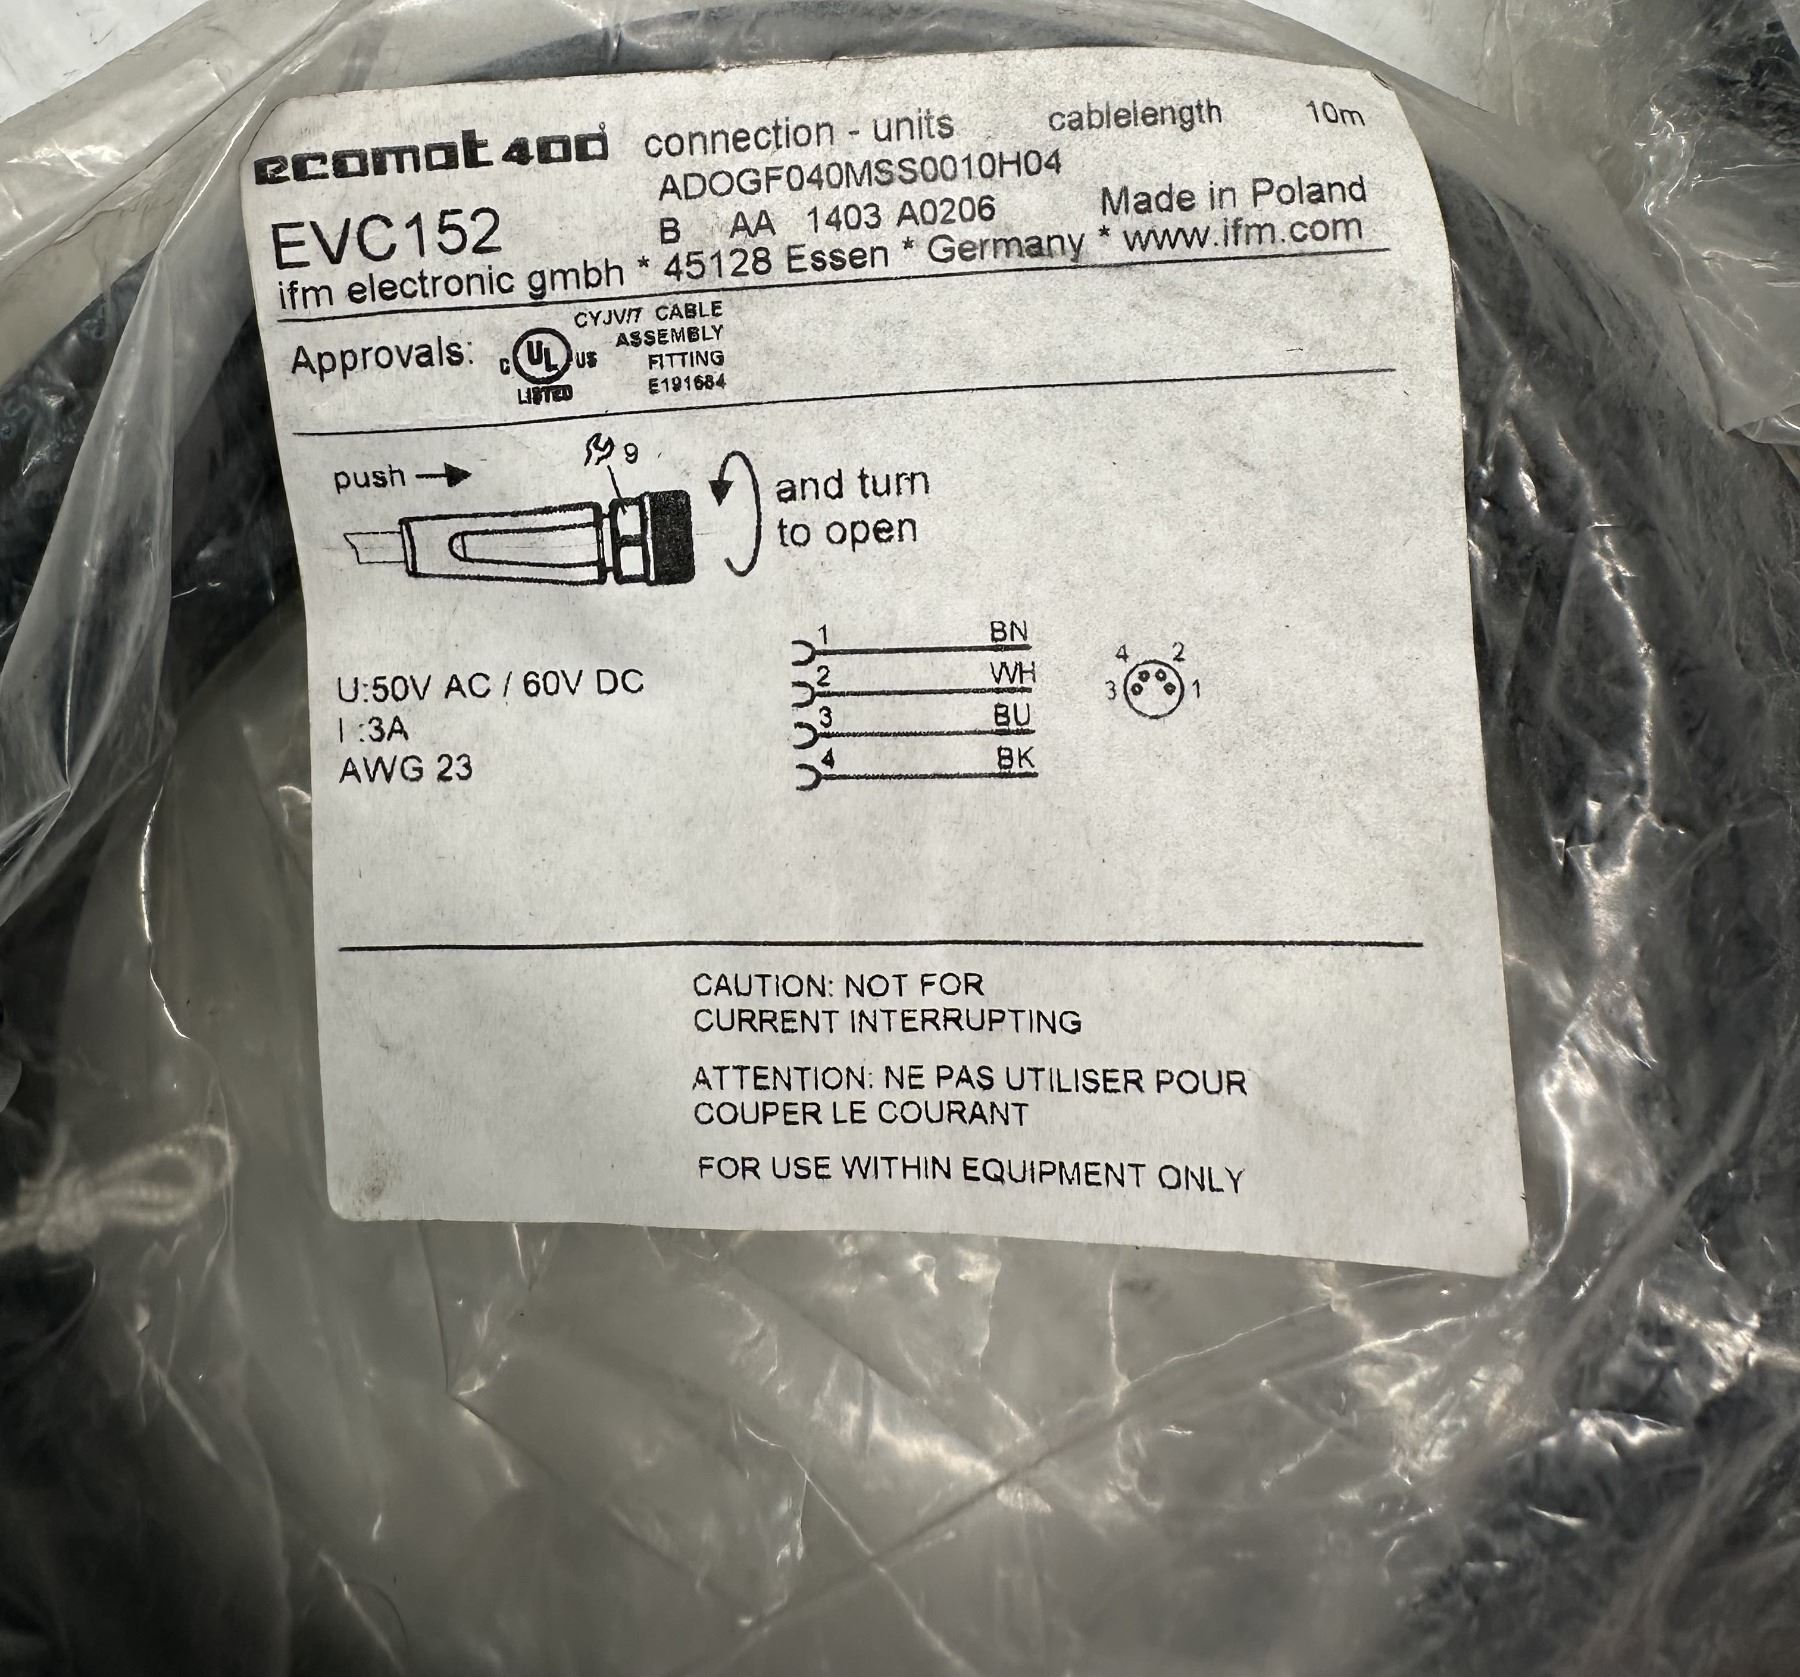 ecomat 400 connection - units cablelength 10m
ADOGF040MSS0010H04
EVC152 B AA 1403 A0206 Made in Poland
ifm electronic gmbh * 45128 Essen * Germany * www.ifm.com
Approvals: C UL US LISTED
CYJV/7 CABLE
ASSEMBLY
FITTING
E191684
push
9
and turn
to open
U:50V AC / 60V DC
I :3A
AWG 23
1 BN
2 WH
3 BU
4 BK
4 2
3 1
CAUTION: NOT FOR
CURRENT INTERRUPTING
ATTENTION: NE PAS UTILISER POUR
COUPER LE COURANT
FOR USE WITHIN EQUIPMENT ONLY